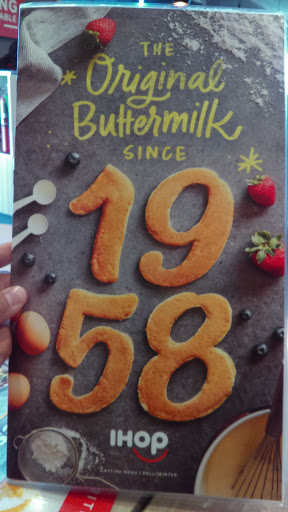 THE
Original
Buttermilk
SINCE
19
58
IHOP